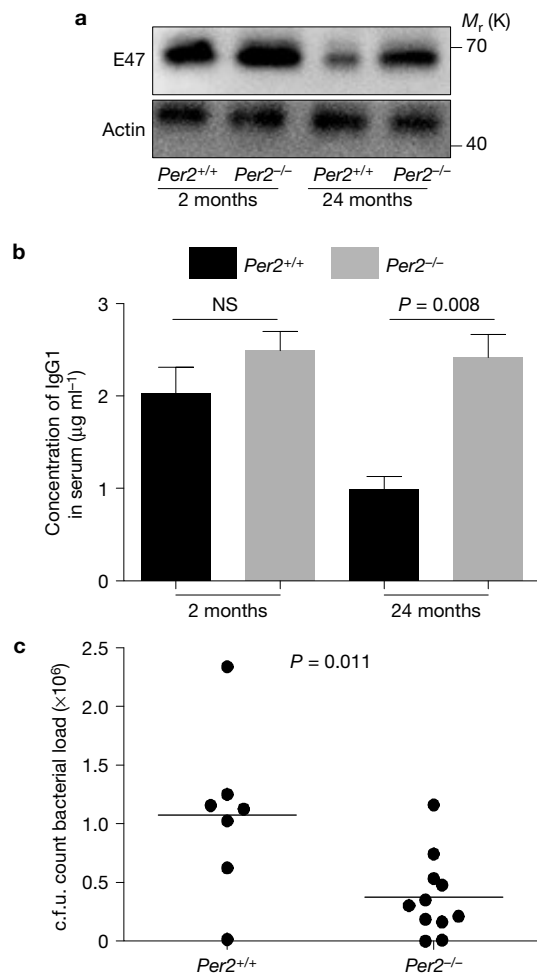 a
M_r (K)
E47
70
Actin
40
Per2+/+ Per2–/– Per2+/+ Per2–/–
2 months 24 months
b
Per2+/+ Per2–/–
Concentration of IgG1
in serum (μg ml–1)
3
2
1
0
NS
P = 0.008
2 months 24 months
c
c.f.u. count bacterial load (×10⁶)
2.5
2.0
1.5
1.0
0.5
0
P = 0.011
Per2+/+ Per2–/–